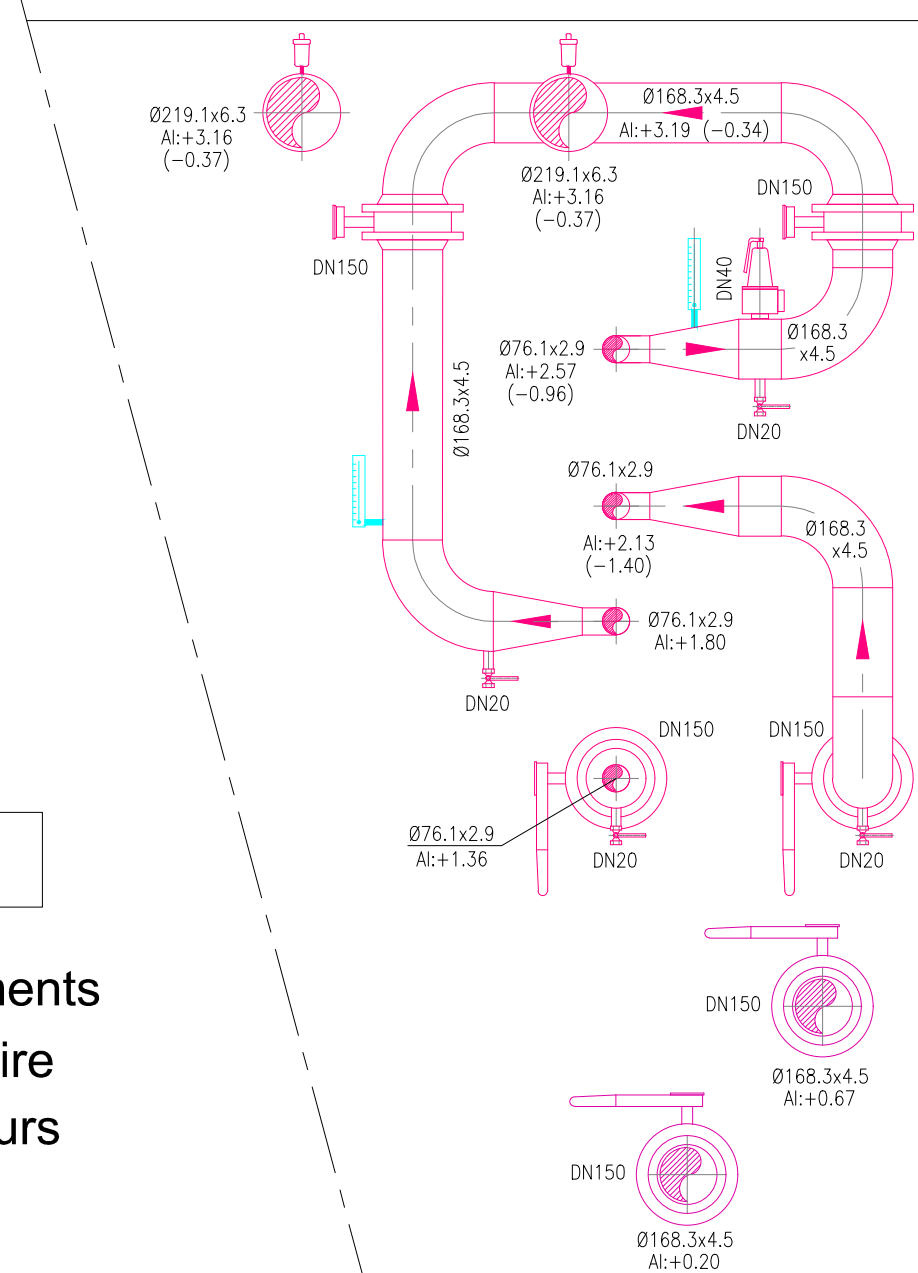 Ø219.1x6.3
Al:+3.16
(−0.37)
Ø168.3x4.5
Al:+3.19 (−0.34)
Ø219.1x6.3
Al:+3.16
(−0.37)
DN150
DN150
DN40
Ø168.3
x4.5
Ø76.1x2.9
Al:+2.57
(−0.96)
Ø168.3x4.5
DN20
Ø76.1x2.9
Al:+2.13
(−1.40)
Ø168.3
x4.5
Ø76.1x2.9
Al:+1.80
DN20
DN150
DN150
Ø76.1x2.9
Al:+1.36
DN20
DN20
ments
ire
urs
DN150
Ø168.3x4.5
Al:+0.67
DN150
Ø168.3x4.5
Al:+0.20